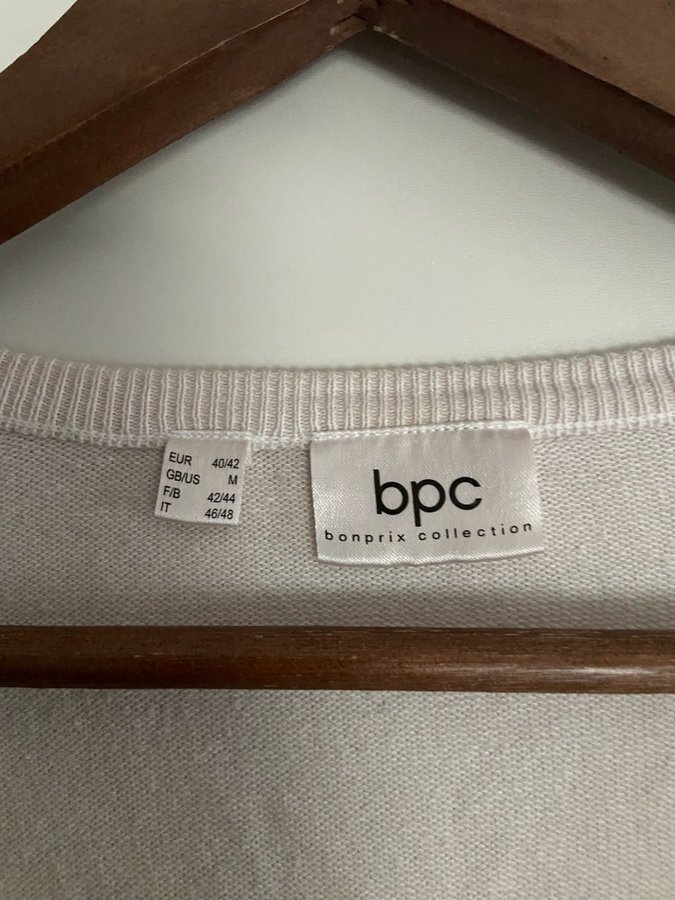 EUR 40/42
GB/US M
F/B 42/44
IT 46/48
bpc
bonprix collection